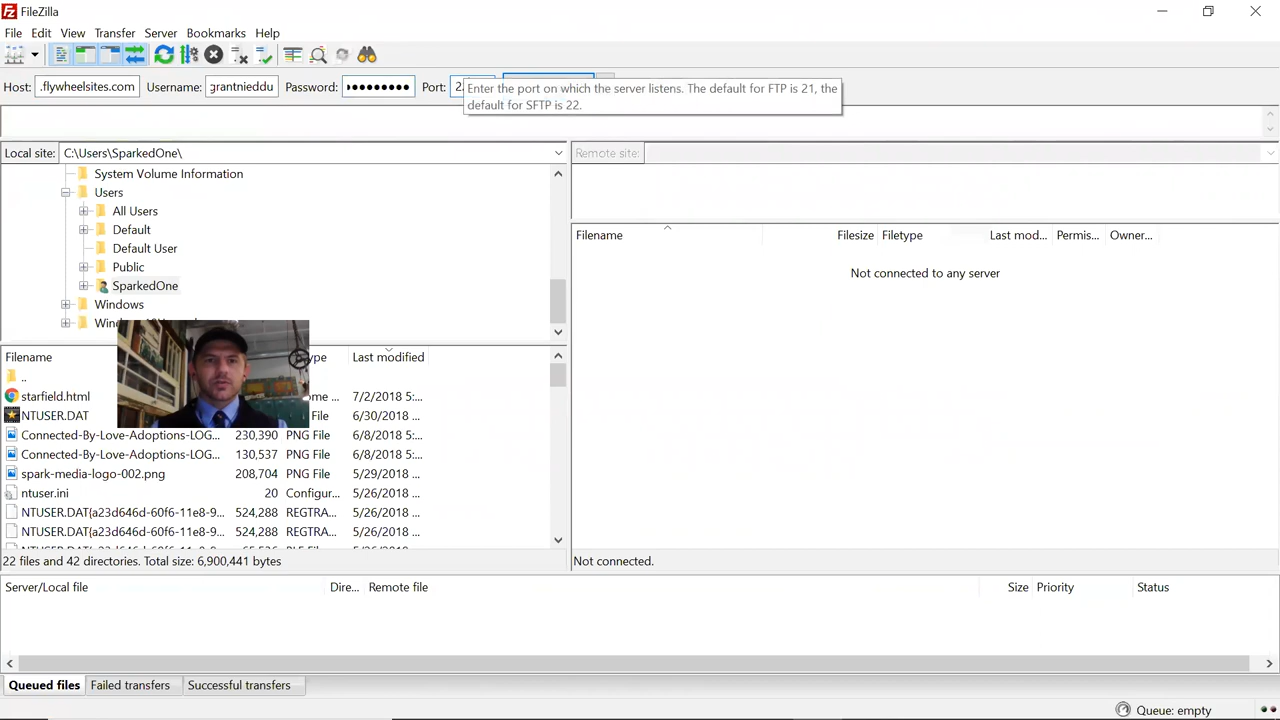 FileZilla
File Edit View Transfer Server Bookmarks Help
Host: .flywheelsites.com Username: grantnieddu Password: ●●●●●●●●● Port: 2
Enter the port on which the server listens. The default for FTP is 21, the
default for SFTP is 22.
Local site: C:\Users\SparkedOne\
Remote site:
System Volume Information
Users
All Users
Default
Default User
Public
SparkedOne
Windows
Filename Last modified
..
starfield.html 7/2/2018 5:...
NTUSER.DAT File 6/30/2018 ...
Connected-By-Love-Adoptions-LOG... 230,390 PNG File 6/8/2018 5:...
Connected-By-Love-Adoptions-LOG... 130,537 PNG File 6/8/2018 5:...
spark-media-logo-002.png 208,704 PNG File 5/29/2018 ...
ntuser.ini 20 Configur... 5/26/2018 ...
NTUSER.DAT{a23d646d-60f6-11e8-9... 524,288 REGTRA... 5/26/2018 ...
NTUSER.DAT{a23d646d-60f6-11e8-9... 524,288 REGTRA... 5/26/2018 ...
22 files and 42 directories. Total size: 6,900,441 bytes
Filename Filesize Filetype Last mod... Permis... Owner...
Not connected to any server
Not connected.
Server/Local file Dire... Remote file Size Priority Status
Queued files Failed transfers Successful transfers
Queue: empty